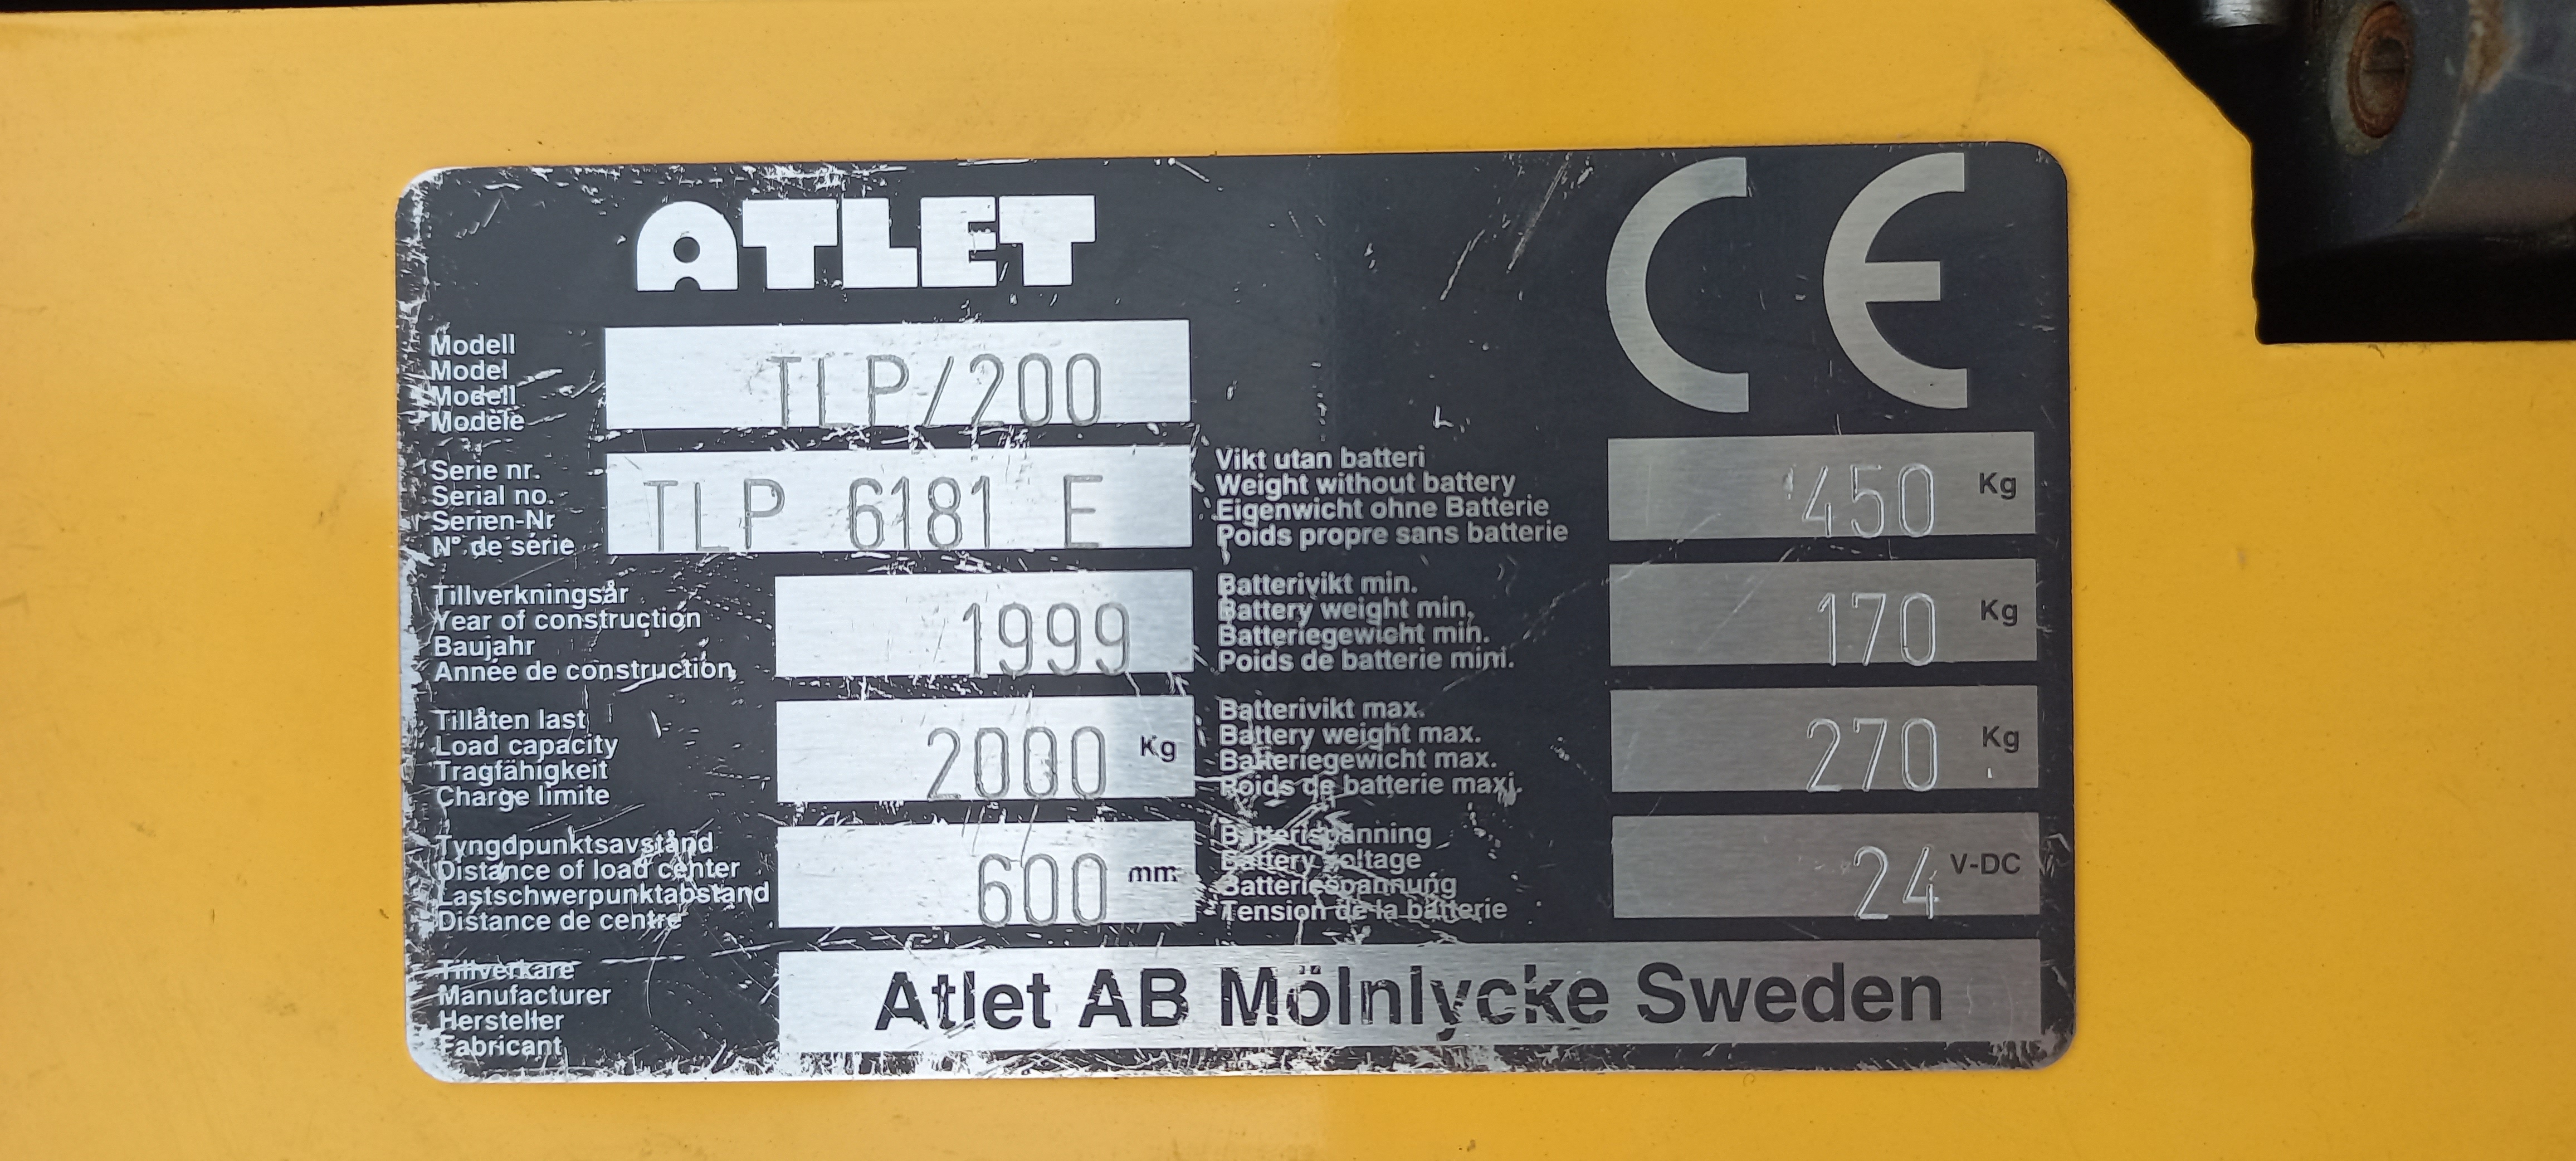 ATLET
CE
Modell
Model
Modell
Modèle
TLP/200
Serie nr.
Serial no.
Serien-Nr
N° de série
TLP 6181 E
Vikt utan batteri
Weight without battery
Eigenwicht ohne Batterie
Poids propre sans batterie
450 Kg
Tillverkningsår
Year of construction
Baujahr
Année de construction
1999
Batterivikt min.
Battery weight min.
Batteriegewicht min.
Poids de batterie mini.
170 Kg
Tillåten last
Load capacity
Tragfähigkeit
Charge limite
2000 Kg
Batterivikt max.
Battery weight max.
Batteriegewicht max.
Poids de batterie maxi.
270 Kg
Tyngdpunktsavstånd
Distance of load center
Lastschwerpunktabstand
Distance de centre
600 mm
Batterispänning
Battery voltage
Batteriespannung
Tension de la batterie
24 V-DC
Tillverkare
Manufacturer
Hersteller
Fabricant
Atlet AB Mölnlycke Sweden